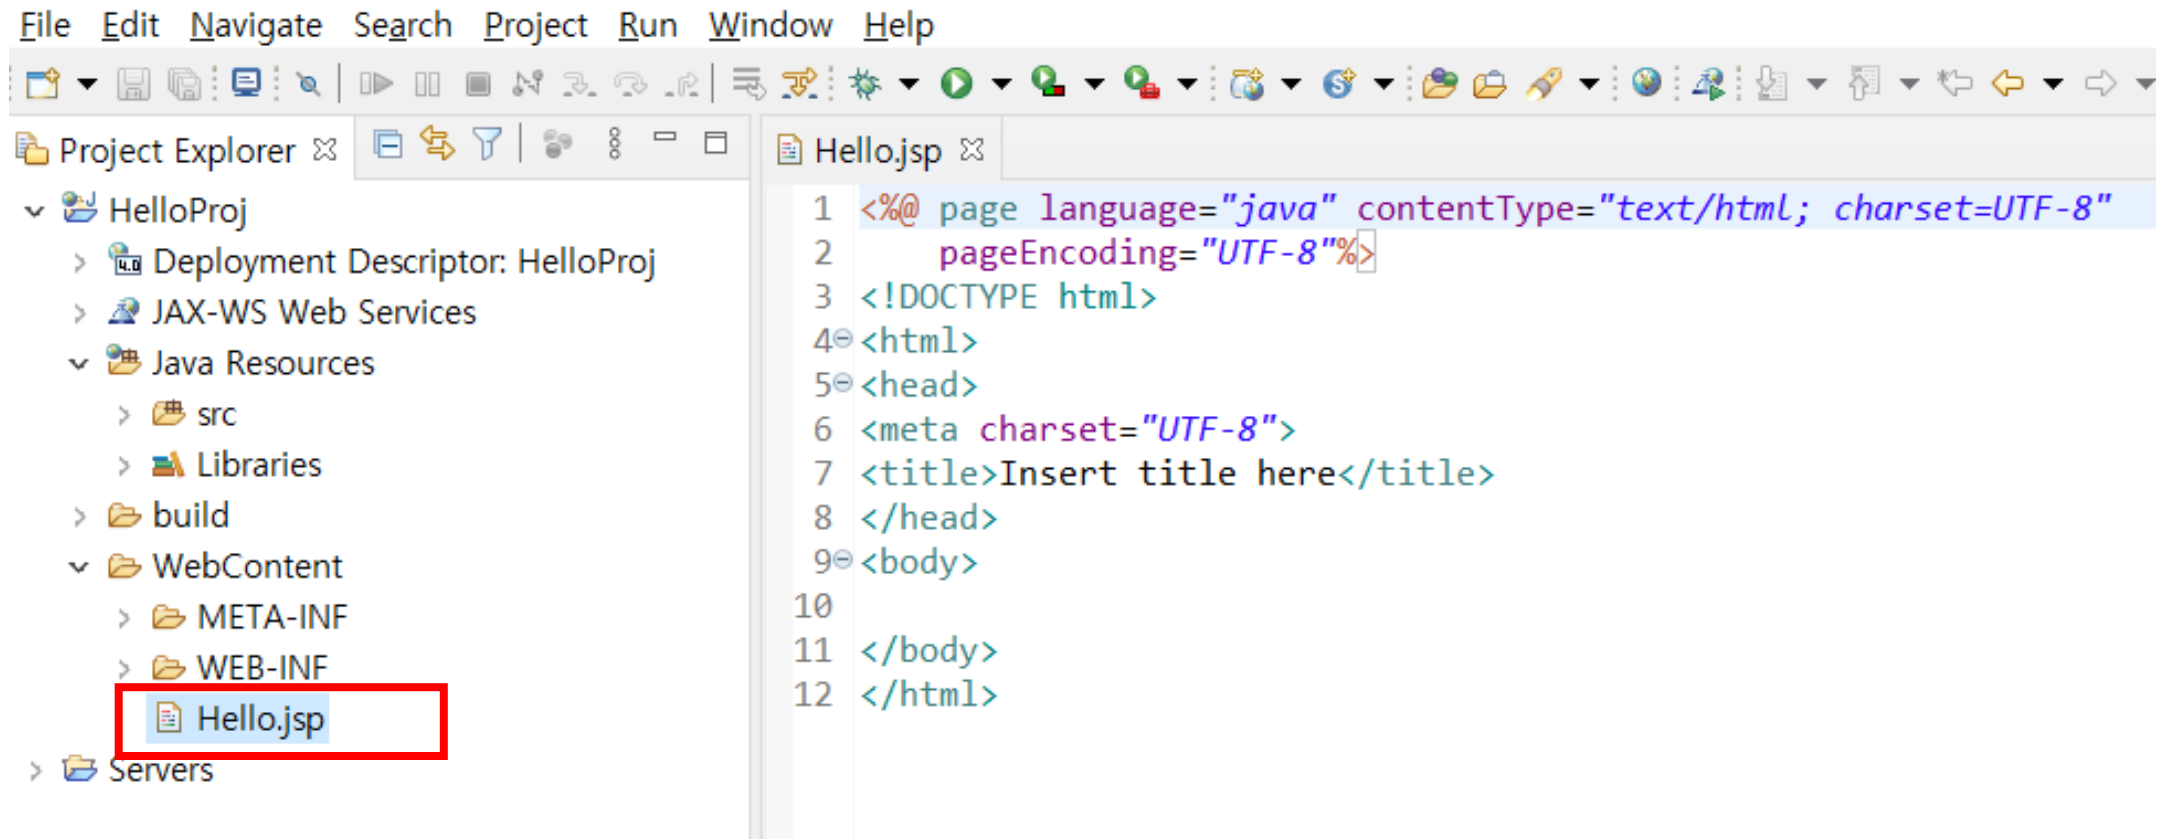 File Edit Navigate Search Project Run Window Help
Project Explorer
HelloProj
Deployment Descriptor: HelloProj
JAX-WS Web Services
Java Resources
src
Libraries
build
WebContent
META-INF
WEB-INF
Hello.jsp
Servers
Hello.jsp
1 <%@ page language="java" contentType="text/html; charset=UTF-8"
2     pageEncoding="UTF-8"%>
3 <!DOCTYPE html>
4 <html>
5 <head>
6 <meta charset="UTF-8">
7 <title>Insert title here</title>
8 </head>
9 <body>
10
11 </body>
12 </html>